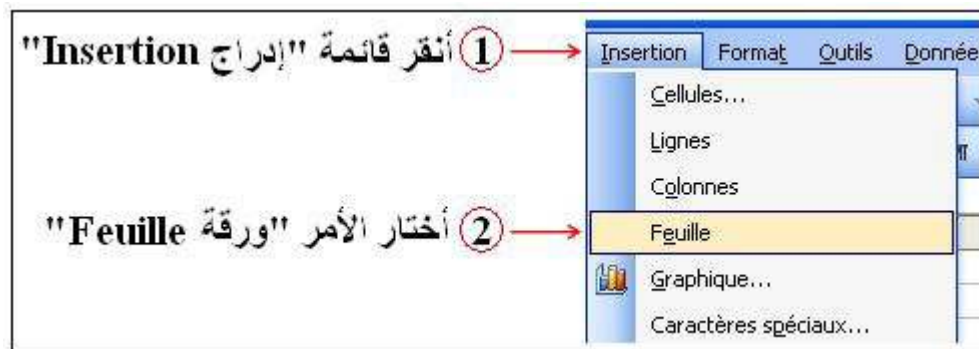 ① أنقر قائمة "إدراج Insertion"
Insertion Format Outils Donnée
Cellules...
Lignes
Colonnes
② أختار الأمر "ورقة Feuille"
Feuille
Graphique...
Caractères spéciaux...